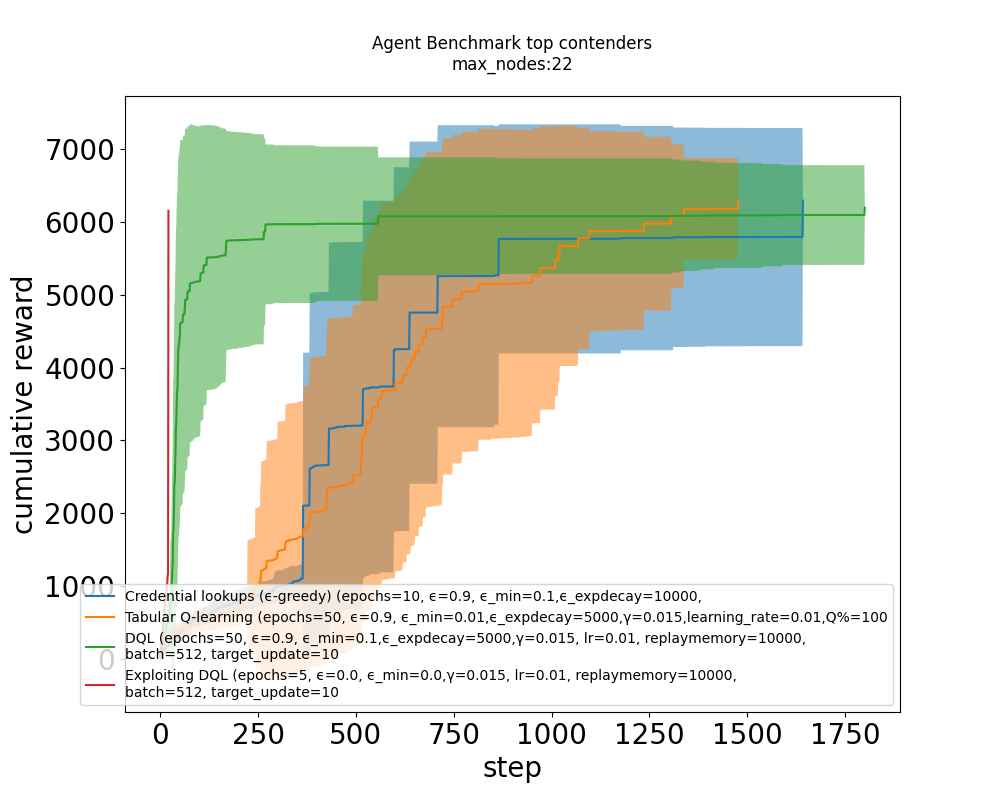 Agent Benchmark top contenders
max_nodes:22
cumulative reward
7000
6000
5000
4000
3000
2000
1000
0
Credential lookups (ϵ-greedy) (epochs=10, ϵ=0.9, ϵ_min=0.1,ϵ_expdecay=10000,
Tabular Q-learning (epochs=50, ϵ=0.9, ϵ_min=0.01,ϵ_expdecay=5000,γ=0.015,learning_rate=0.01,Q%=100
DQL (epochs=50, ϵ=0.9, ϵ_min=0.1,ϵ_expdecay=5000,γ=0.015, lr=0.01, replaymemory=10000,
batch=512, target_update=10
Exploiting DQL (epochs=5, ϵ=0.0, ϵ_min=0.0,γ=0.015, lr=0.01, replaymemory=10000,
batch=512, target_update=10
0 250 500 750 1000 1250 1500 1750
step